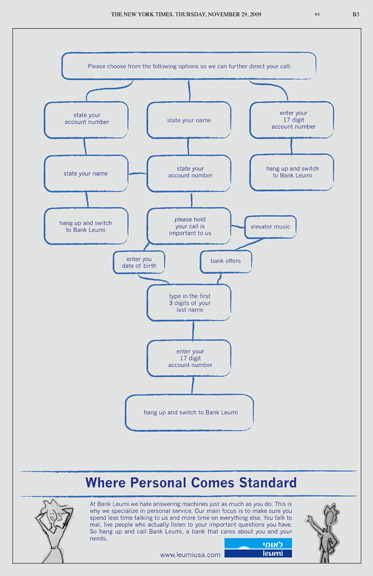 THE NEW YORK TIMES, THURSDAY, NOVEMBER 29, 2009
NY
B3
Please choose from the following options so we can further direct your call:
state your
account number
state your name
enter your
17 digit
account number
state your name
state your
account number
hang up and switch
to Bank Leumi
hang up and switch
to Bank Leumi
please hold
your call is
important to us
elevator music
enter you
date of birth
bank offers
type in the first
3 digits of your
last name
enter your
17 digit
account number
hang up and switch to Bank Leumi
Where Personal Comes Standard
At Bank Leumi we hate answering machines just as much as you do. This is
why we specialize in personal service. Our main focus is to make sure you
spend less time talking to us and more time on everything else. You talk to
real, live people who actually listen to your important questions you have.
So hang up and call Bank Leumi, a bank that cares about you and your
needs.
www.leumiusa.com
לאומי
leumi